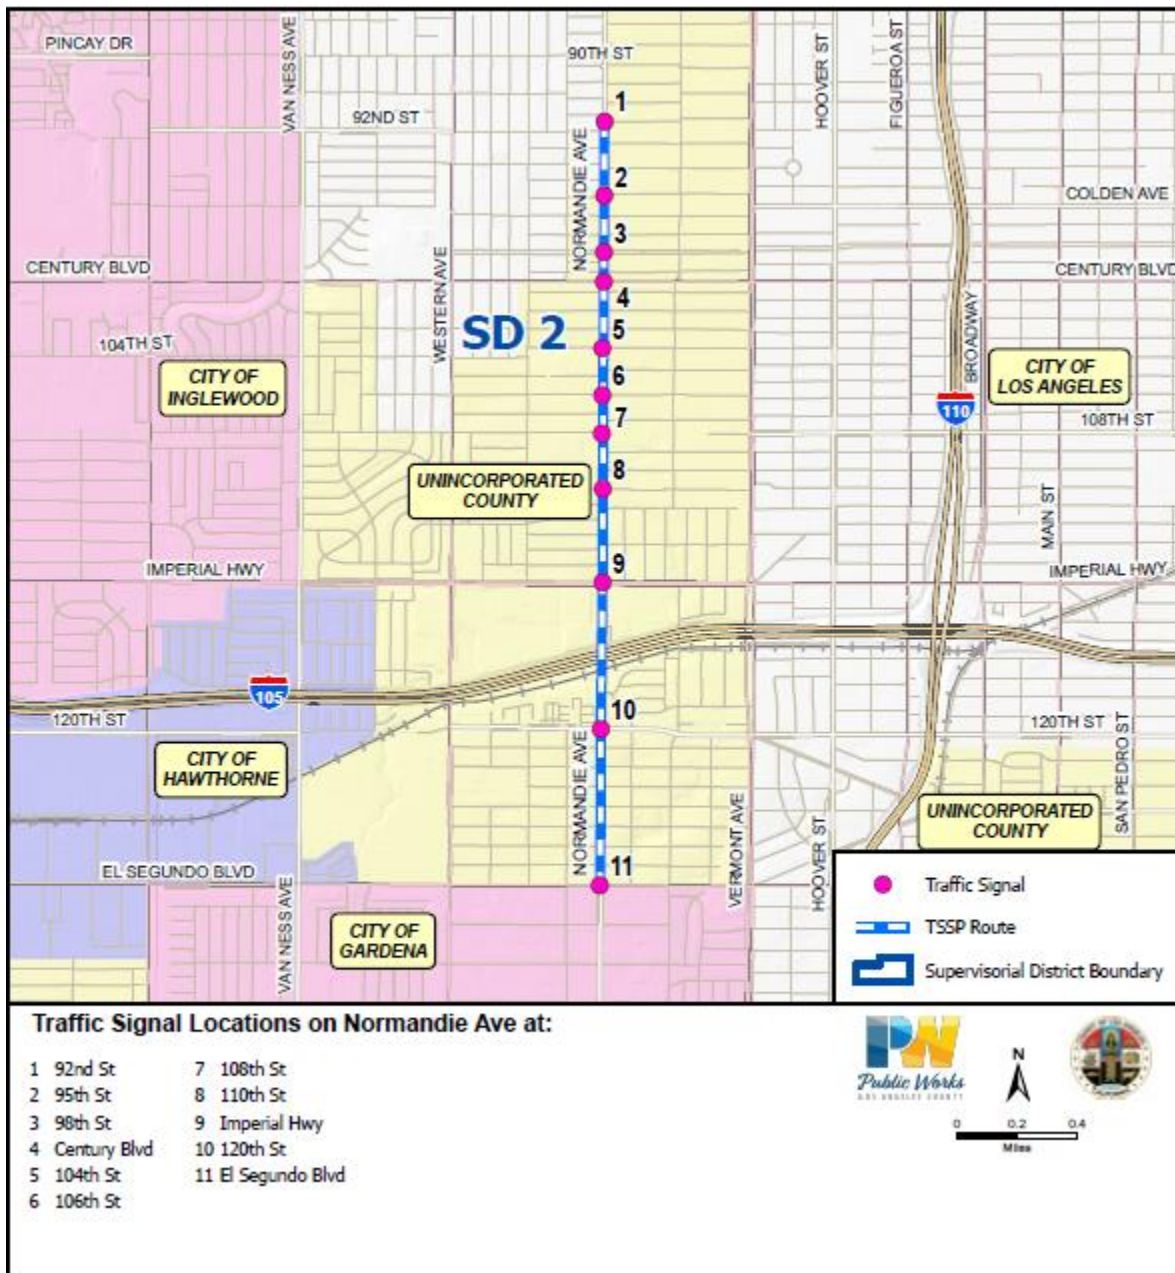 PINCAY DR
VAN NESS AVE
90TH ST
HOOVER ST
FIGUEROA ST
1
92ND ST
NORMANDIE AVE
2
COLDEN AVE
3
CENTURY BLVD
WESTERN AVE
CENTURY BLVD
4
SD 2
5
104TH ST
BROADWAY
CITY OF
INGLEWOOD
6
CITY OF
LOS ANGELES
110
7
108TH ST
UNINCORPORATED
COUNTY
8
MAIN ST
IMPERIAL HWY
9
IMPERIAL HWY
105
120TH ST
10
120TH ST
CITY OF
HAWTHORNE
NORMANDIE AVE
VERMONT AVE
HOOVER ST
SAN PEDRO ST
UNINCORPORATED
COUNTY
EL SEGUNDO BLVD
11
VAN NESS AVE
CITY OF
GARDENA
Traffic Signal
TSSP Route
Supervisorial District Boundary
Traffic Signal Locations on Normandie Ave at:
1 92nd St
2 95th St
3 98th St
4 Century Blvd
5 104th St
6 106th St
7 108th St
8 110th St
9 Imperial Hwy
10 120th St
11 El Segundo Blvd
PW
Public Works
LOS ANGELES COUNTY
N
0 0.2 0.4
Miles